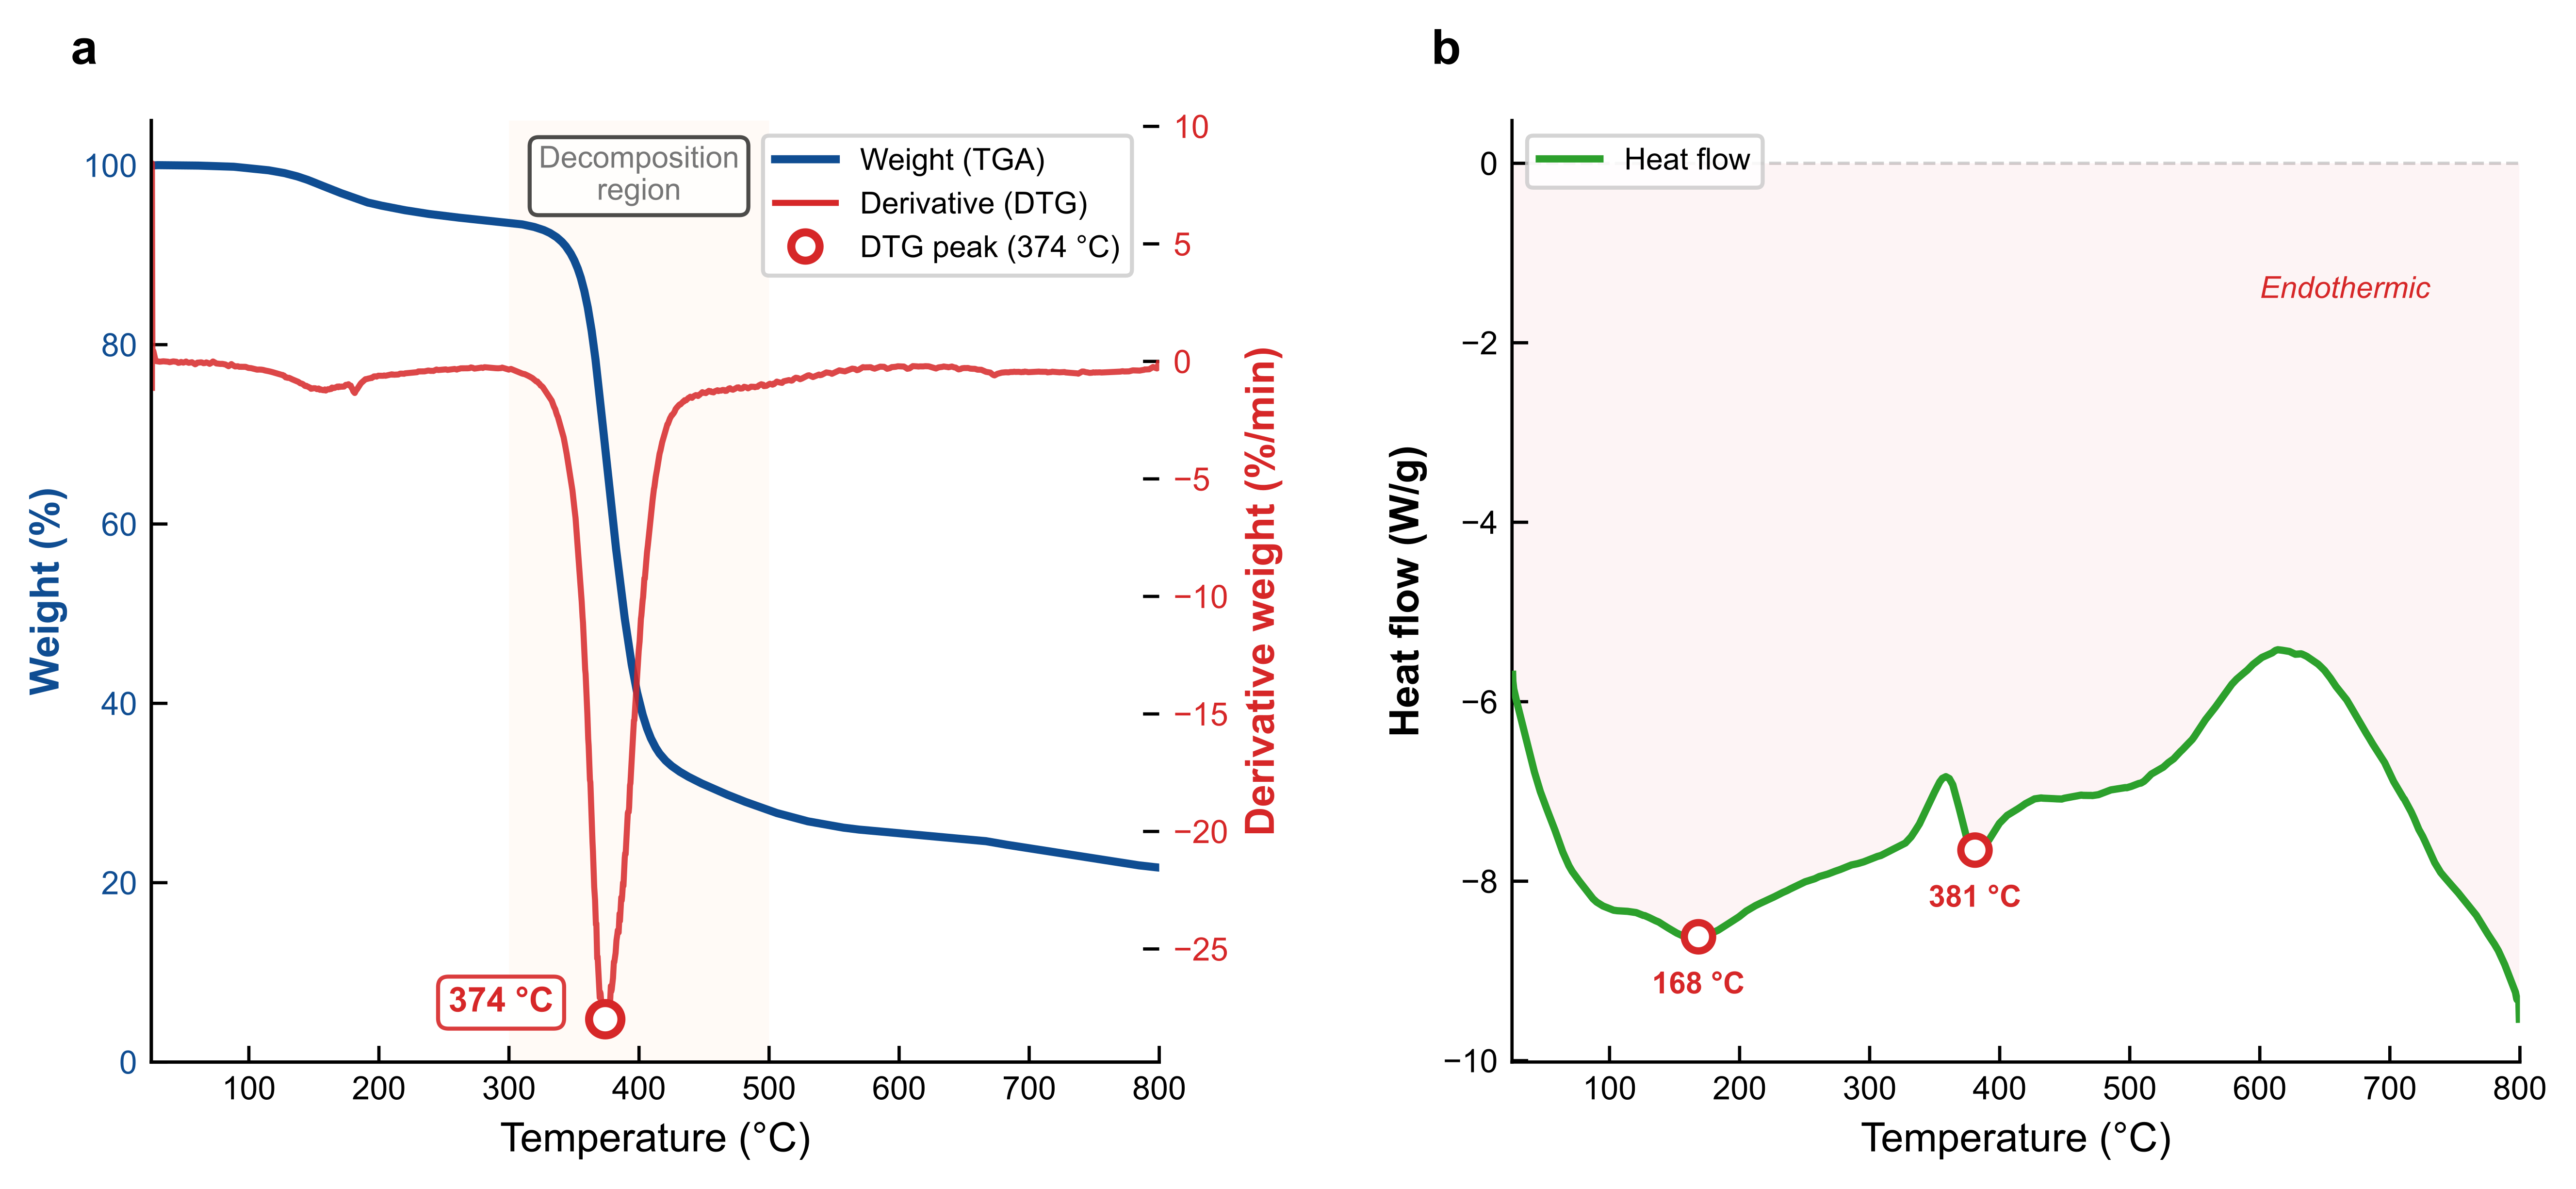 a
Decomposition
region
Weight (TGA)
Derivative (DTG)
DTG peak (374 °C)
Weight (%)
100
80
60
40
20
0
10
5
0
−5
−10
−15
−20
−25
Derivative weight (%/min)
374 °C
100 200 300 400 500 600 700 800
Temperature (°C)
b
Heat flow
Endothermic
Heat flow (W/g)
0
−2
−4
−6
−8
−10
381 °C
168 °C
100 200 300 400 500 600 700 800
Temperature (°C)